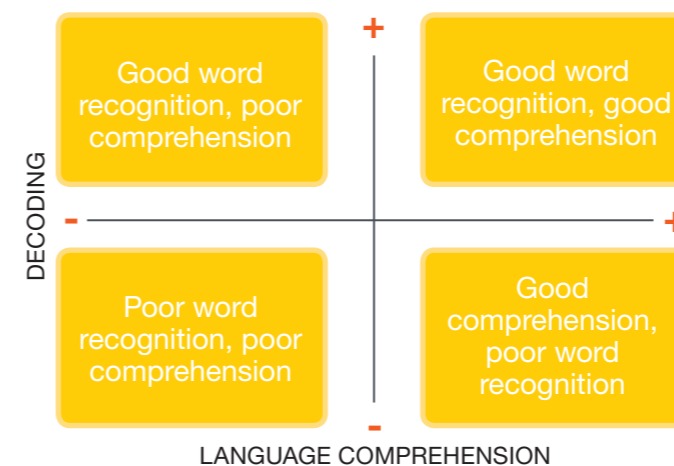 +
Good word
recognition, poor
comprehension
Good word
recognition, good
comprehension
DECODING
-
+
Poor word
recognition, poor
comprehension
Good
comprehension,
poor word
recognition
-
LANGUAGE COMPREHENSION